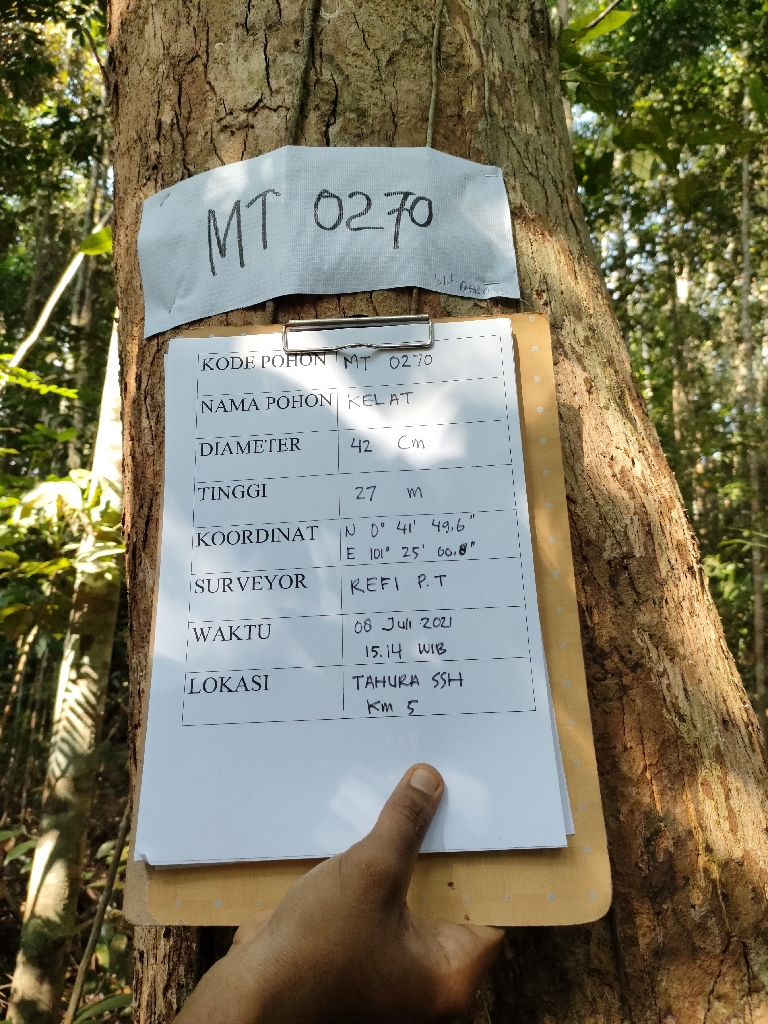 MT 0270
KODE POHON MT 0270
NAMA POHON KELAT
DIAMETER 42 Cm
TINGGI 27 m
KOORDINAT N 0° 41' 49.6"
E 101° 25' 00.8"
SURVEYOR REFI P.T
WAKTU 08 Juli 2021
15.14 WIB
LOKASI TAHURA SSH
Km 5